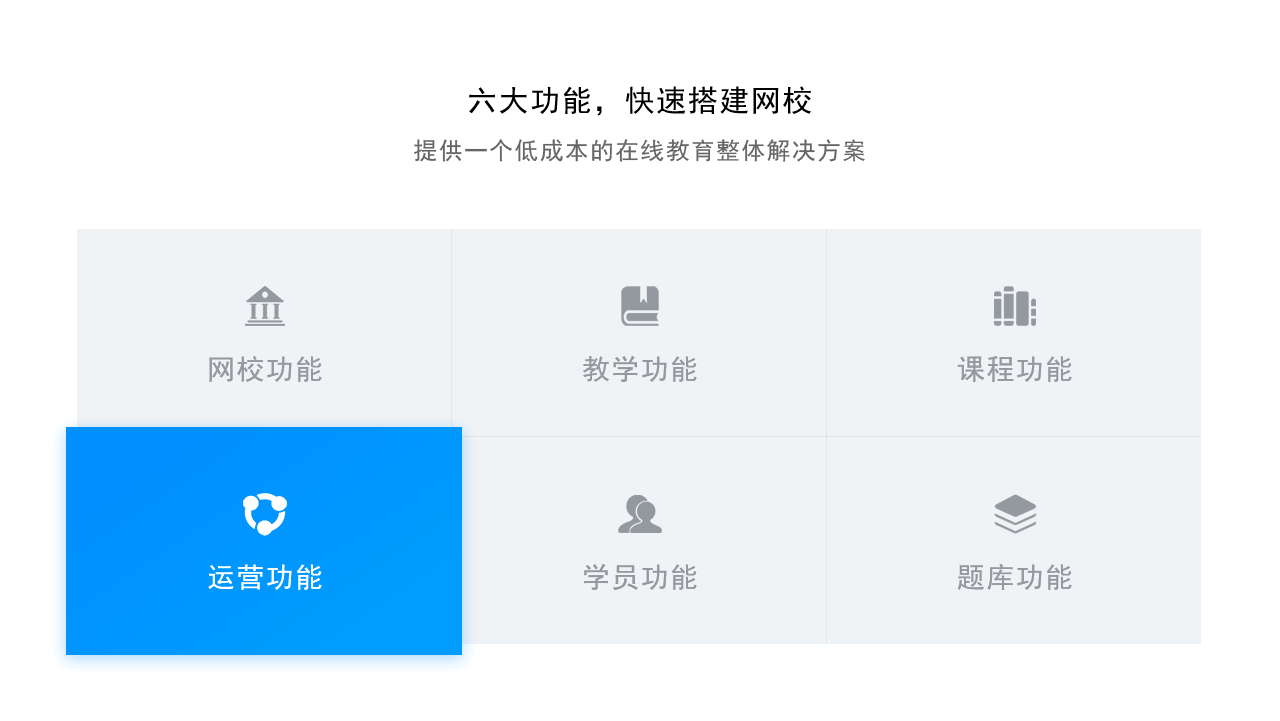 六大功能，快速搭建网校
提供一个低成本的在线教育整体解决方案
网校功能
教学功能
课程功能
运营功能
学员功能
题库功能